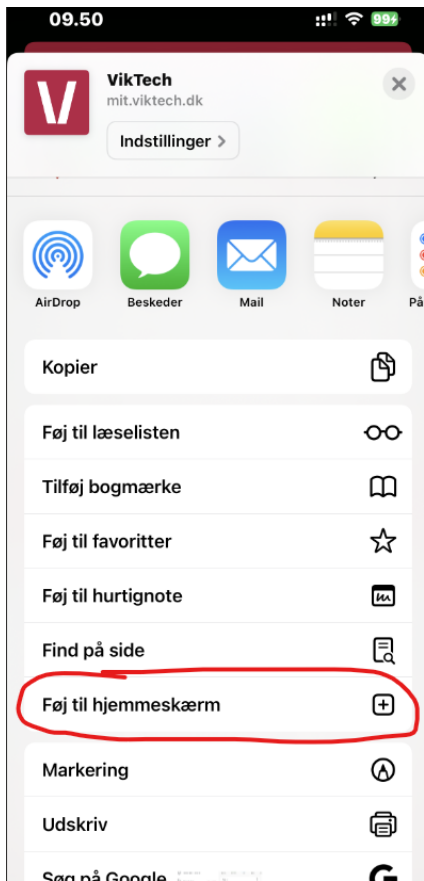 09.50
99+
V
VikTech
mit.viktech.dk
Indstillinger >
AirDrop
Beskeder
Mail
Noter
På
Kopier
Føj til læselisten
Tilføj bogmærke
Føj til favoritter
Føj til hurtignote
Find på side
Føj til hjemmeskærm
Markering
Udskriv
Søg på Google
G